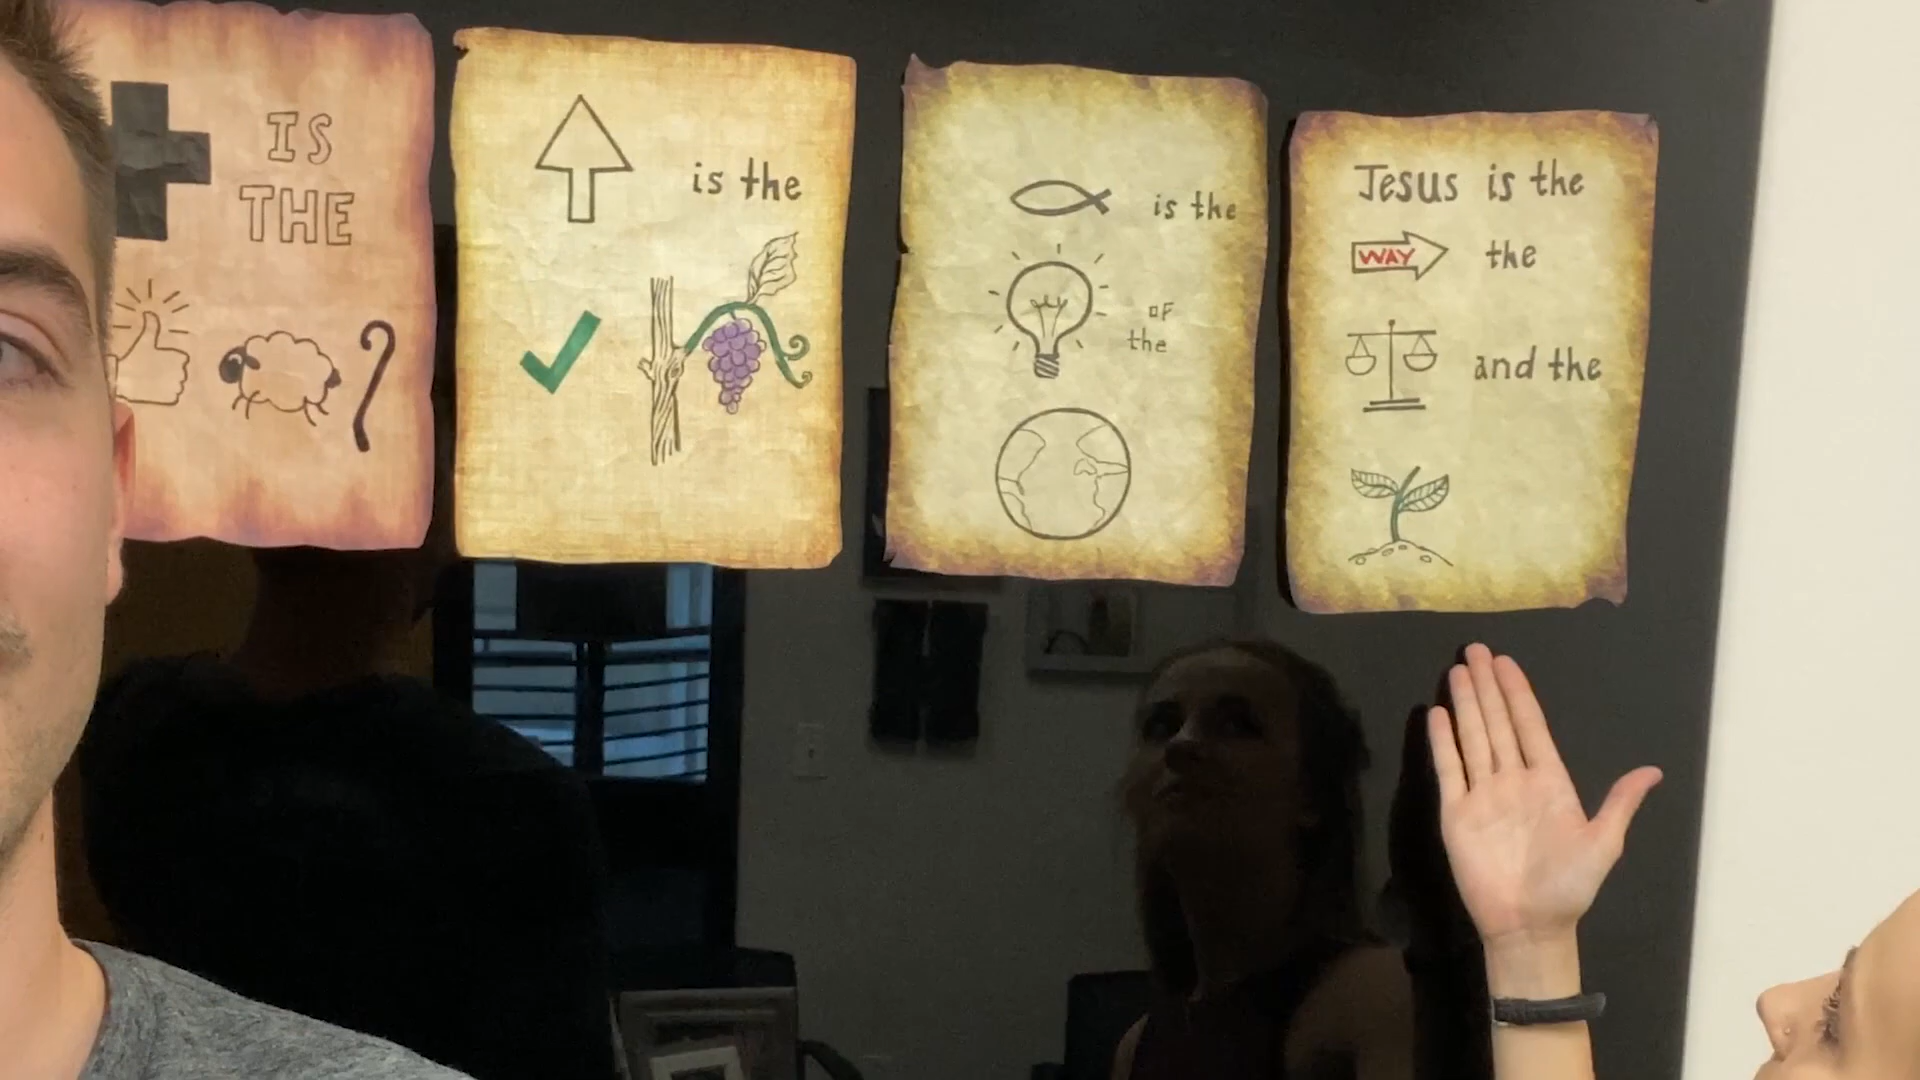 IS
THE
is the
is the
of
the
Jesus is the
WAY the
and the